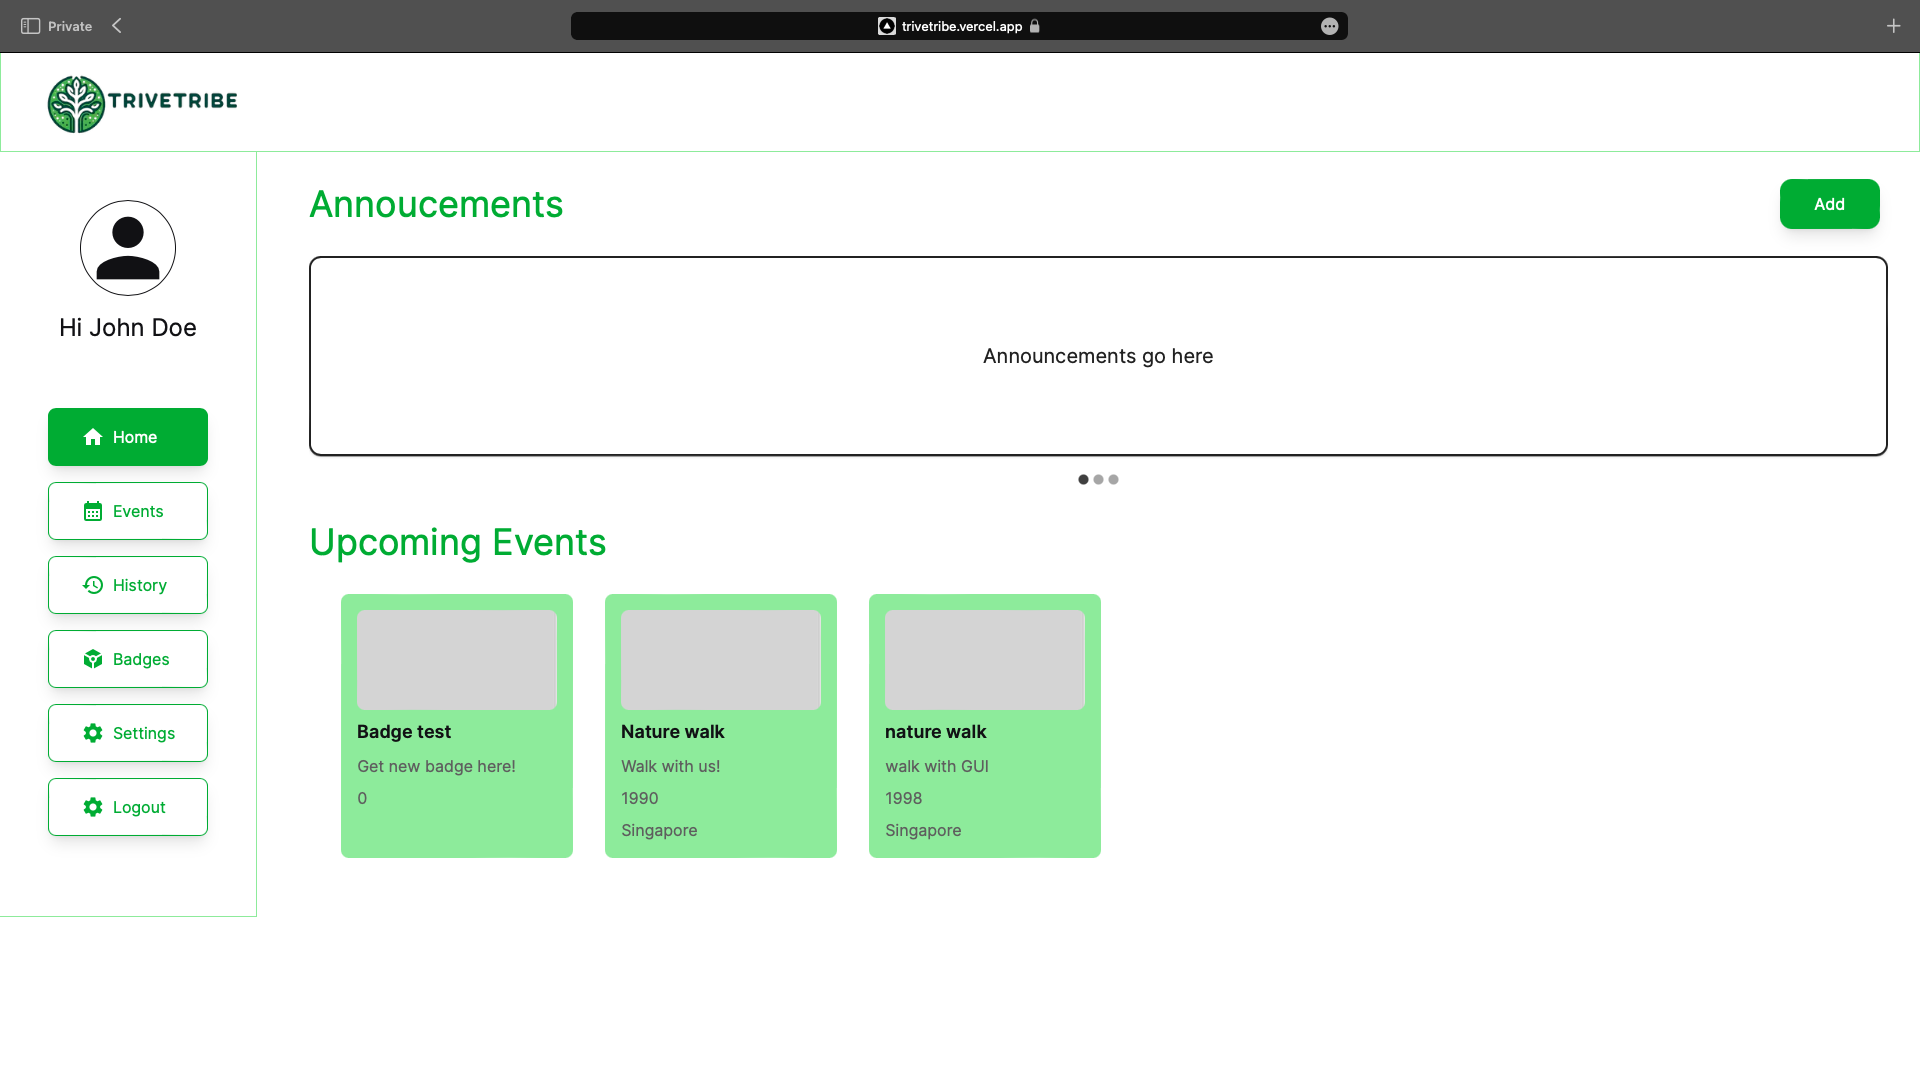 Private
trivetribe.vercel.app
TRIVETRIBE
Hi John Doe
Home
Events
History
Badges
Settings
Logout
Annoucements
Add
Announcements go here
Upcoming Events
Badge test
Get new badge here!
0
Nature walk
Walk with us!
1990
Singapore
nature walk
walk with GUI
1998
Singapore